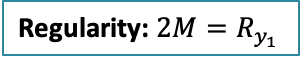 Regularity: 2M = R_{y_1}